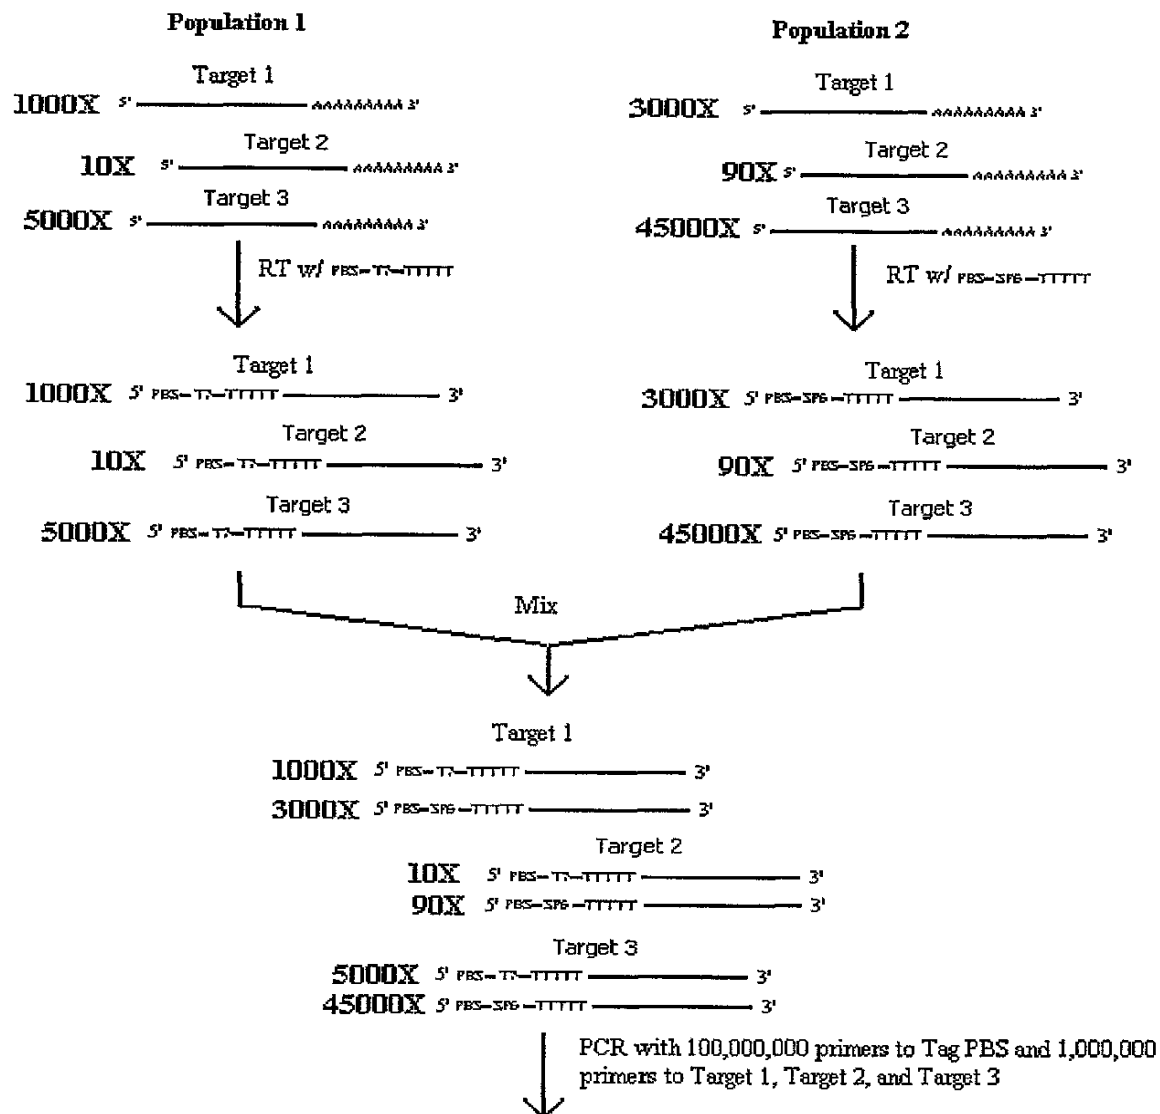 Population 1
Population 2
Target 1
1000X 5' AAAAAAAAA 3'
Target 2
10X 5' AAAAAAAAA 3'
Target 3
5000X 5' AAAAAAAAA 3'
RT w/ PBS-T7-TTTTT
Target 1
3000X 5' AAAAAAAAA 3'
Target 2
90X 5' AAAAAAAAA 3'
Target 3
45000X 5' AAAAAAAAA 3'
RT w/ PBS-SP6-TTTTT
Target 1
1000X 5' PBS-T7-TTTTT 3'
Target 2
10X 5' PBS-T7-TTTTT 3'
Target 3
5000X 5' PBS-T7-TTTTT 3'
Target 1
3000X 5' PBS-SP6-TTTTT 3'
Target 2
90X 5' PBS-SP6-TTTTT 3'
Target 3
45000X 5' PBS-SP6-TTTTT 3'
Mix
Target 1
1000X 5' PBS-T7-TTTTT 3'
3000X 5' PBS-SP6-TTTTT 3'
Target 2
10X 5' PBS-T7-TTTTT 3'
90X 5' PBS-SP6-TTTTT 3'
Target 3
5000X 5' PBS-T7-TTTTT 3'
45000X 5' PBS-SP6-TTTTT 3'
PCR with 100,000,000 primers to Tag PBS and 1,000,000
primers to Target 1, Target 2, and Target 3